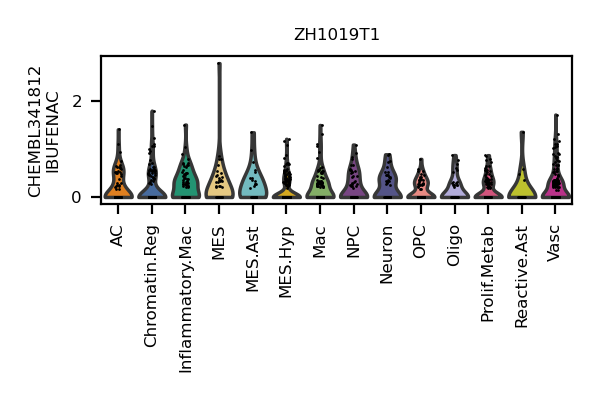 ZH1019T1
CHEMBL341812
IBUFENAC
2
0
AC
Chromatin.Reg
Inflammatory.Mac
MES
MES.Ast
MES.Hyp
Mac
NPC
Neuron
OPC
Oligo
Prolif.Metab
Reactive.Ast
Vasc